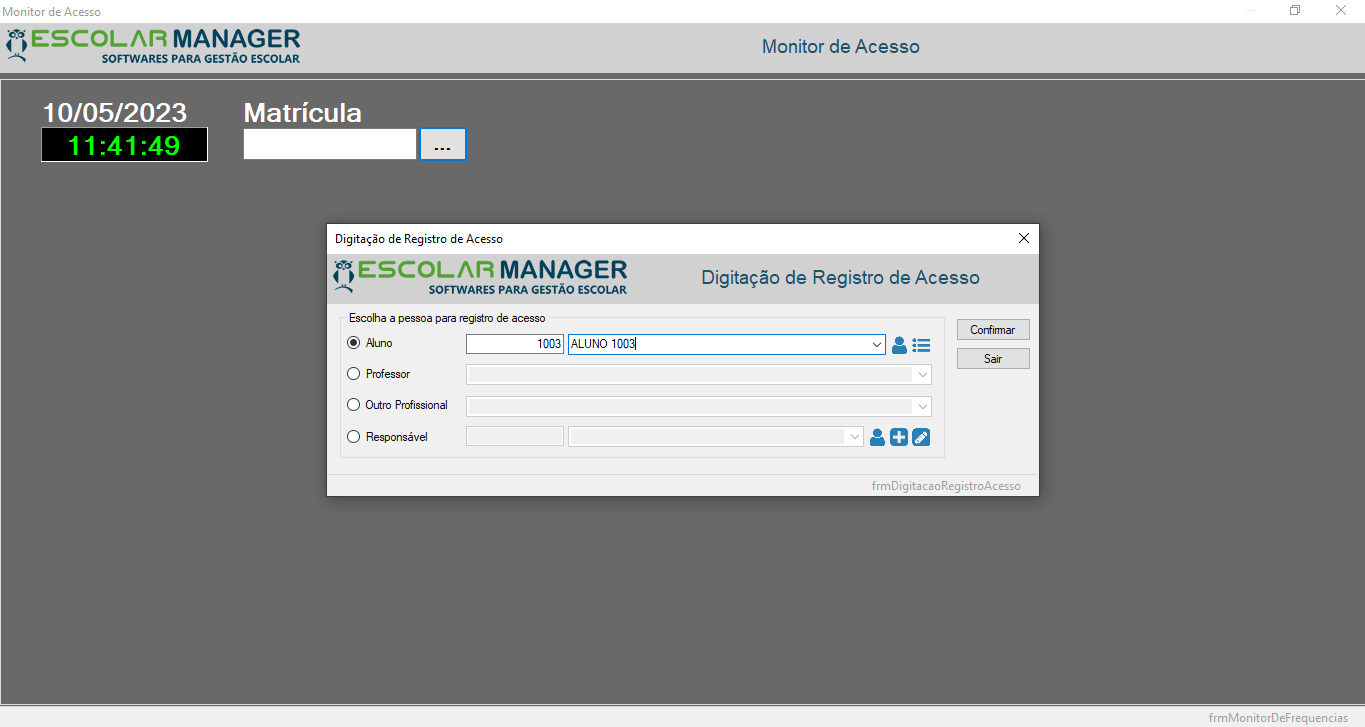 Monitor de Acesso
ESCOLAR MANAGER
SOFTWARES PARA GESTÃO ESCOLAR
Monitor de Acesso
10/05/2023
Matrícula
11:41:49
...
Digitação de Registro de Acesso
ESCOLAR MANAGER
SOFTWARES PARA GESTÃO ESCOLAR
Digitação de Registro de Acesso
Escolha a pessoa para registro de acesso
Aluno
1003
ALUNO 1003
Confirmar
Sair
Professor
Outro Profissional
Responsável
frmDigitacaoRegistroAcesso
frmMonitorDeFrequencias